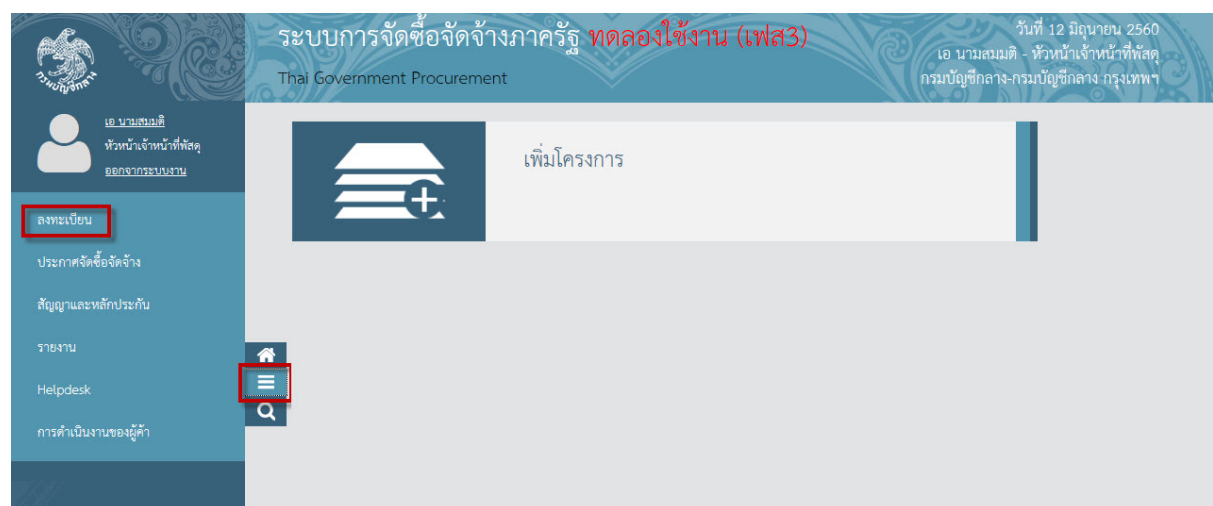 ระบบการจัดซื้อจัดจ้างภาครัฐ ทดลองใช้งาน (เฟส3)
Thai Government Procurement
วันที่ 12 มิถุนายน 2560
เอ นามสมมติ - หัวหน้าเจ้าหน้าที่พัสดุ
กรมบัญชีกลาง-กรมบัญชีกลาง กรุงเทพฯ
กรมบัญชีกลาง
เอ นามสมมติ
หัวหน้าเจ้าหน้าที่พัสดุ
ออกจากระบบงาน
ลงทะเบียน
ประกาศจัดซื้อจัดจ้าง
สัญญาและหลักประกัน
รายงาน
Helpdesk
การดำเนินงานของผู้ค้า
เพิ่มโครงการ